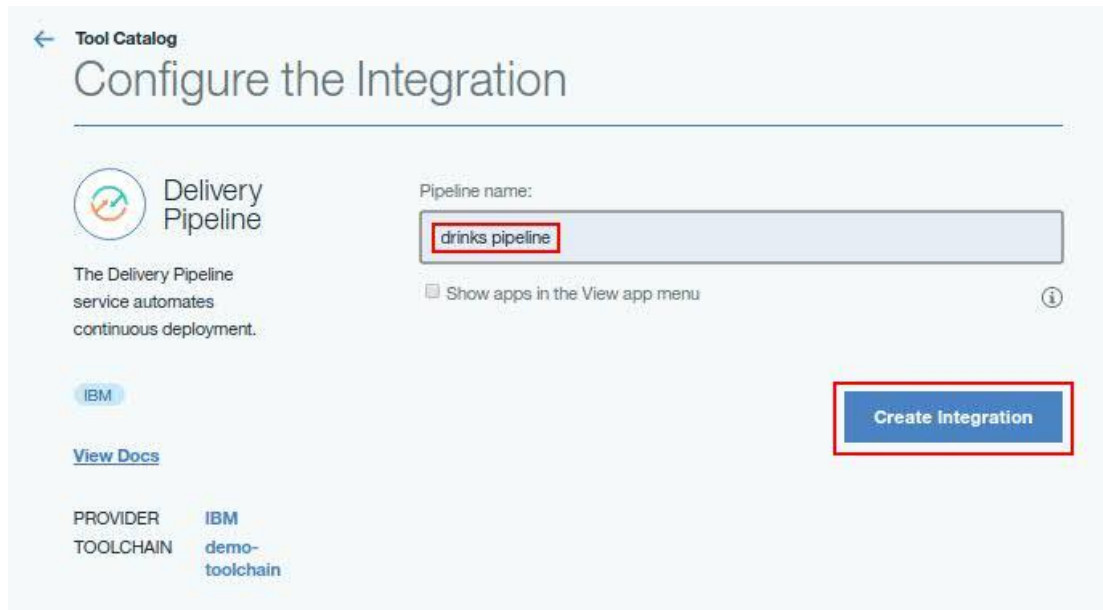 Tool Catalog
Configure the Integration
Delivery
Pipeline
The Delivery Pipeline
service automates
continuous deployment.
IBM
View Docs
PROVIDER IBM
TOOLCHAIN demo-
toolchain
Pipeline name:
drinks pipeline
Show apps in the View app menu
Create Integration